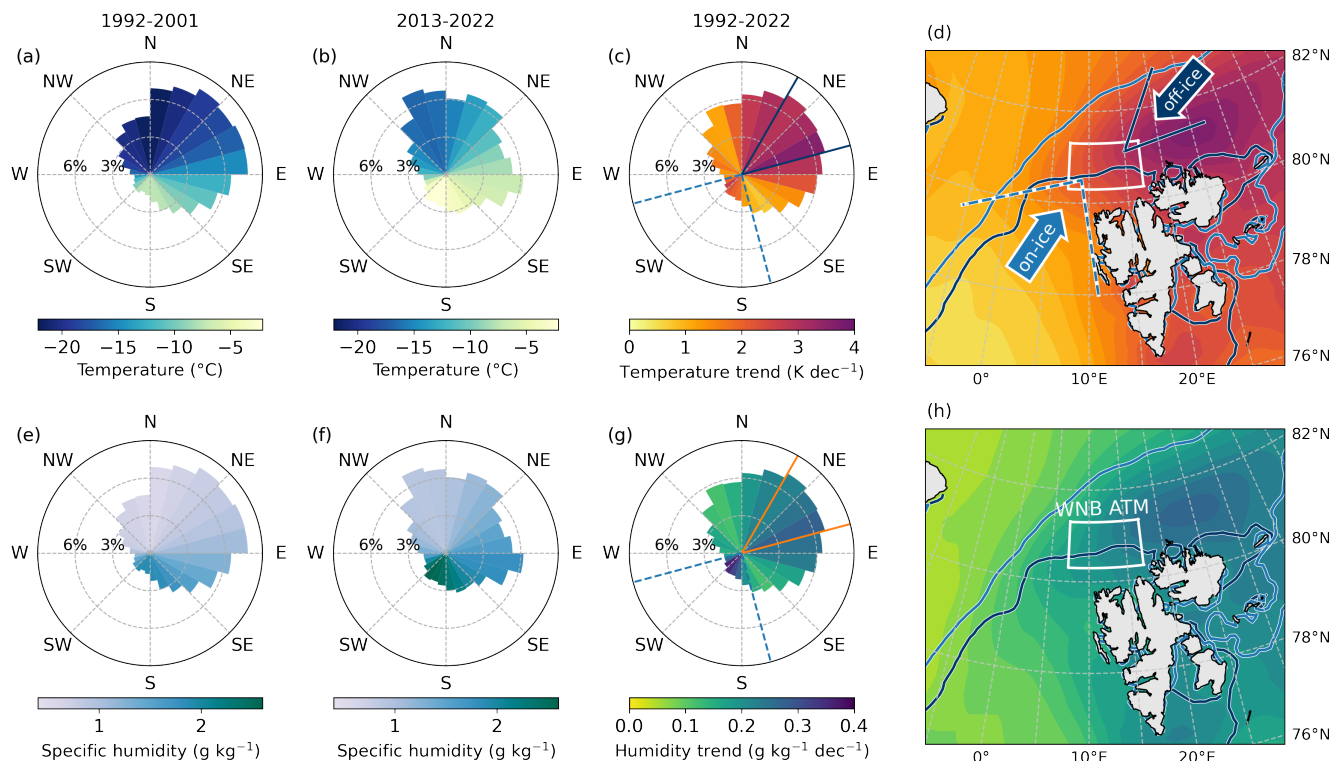 1992-2001
2013-2022
1992-2022
(a)
N
NE
E
SE
S
SW
W
NW
6%
3%
(b)
N
NE
E
SE
S
SW
W
NW
6%
3%
(c)
N
NE
E
SE
S
SW
W
NW
6%
3%
−20 −15 −10 −5
Temperature (°C)
−20 −15 −10 −5
Temperature (°C)
0 1 2 3 4
Temperature trend (K dec⁻¹)
(d)
off-ice
on-ice
82°N
80°N
78°N
76°N
0° 10°E 20°E
(e)
N
NE
E
SE
S
SW
W
NW
6%
3%
(f)
N
NE
E
SE
S
SW
W
NW
6%
3%
(g)
N
NE
E
SE
S
SW
W
NW
6%
3%
1 2
Specific humidity (g kg⁻¹)
1 2
Specific humidity (g kg⁻¹)
0.0 0.1 0.2 0.3 0.4
Humidity trend (g kg⁻¹ dec⁻¹)
(h)
WNB ATM
82°N
80°N
78°N
76°N
0° 10°E 20°E